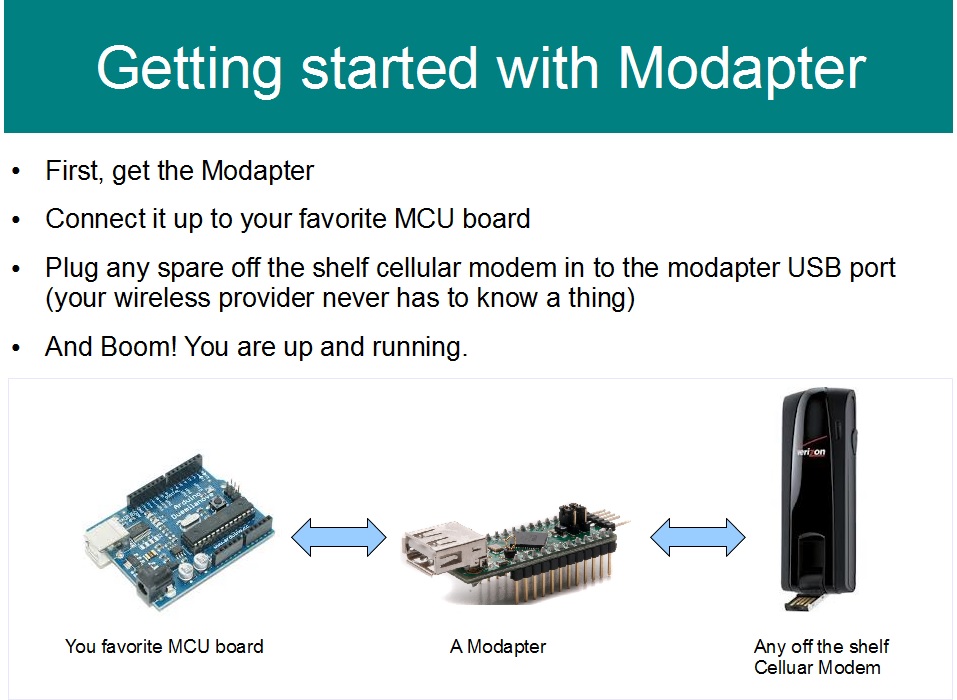 Getting started with Modapter
• First, get the Modapter
• Connect it up to your favorite MCU board
• Plug any spare off the shelf cellular modem in to the modapter USB port
(your wireless provider never has to know a thing)
• And Boom! You are up and running.
Arduino
Duemilanove
verizon
You favorite MCU board
A Modapter
Any off the shelf
Celluar Modem